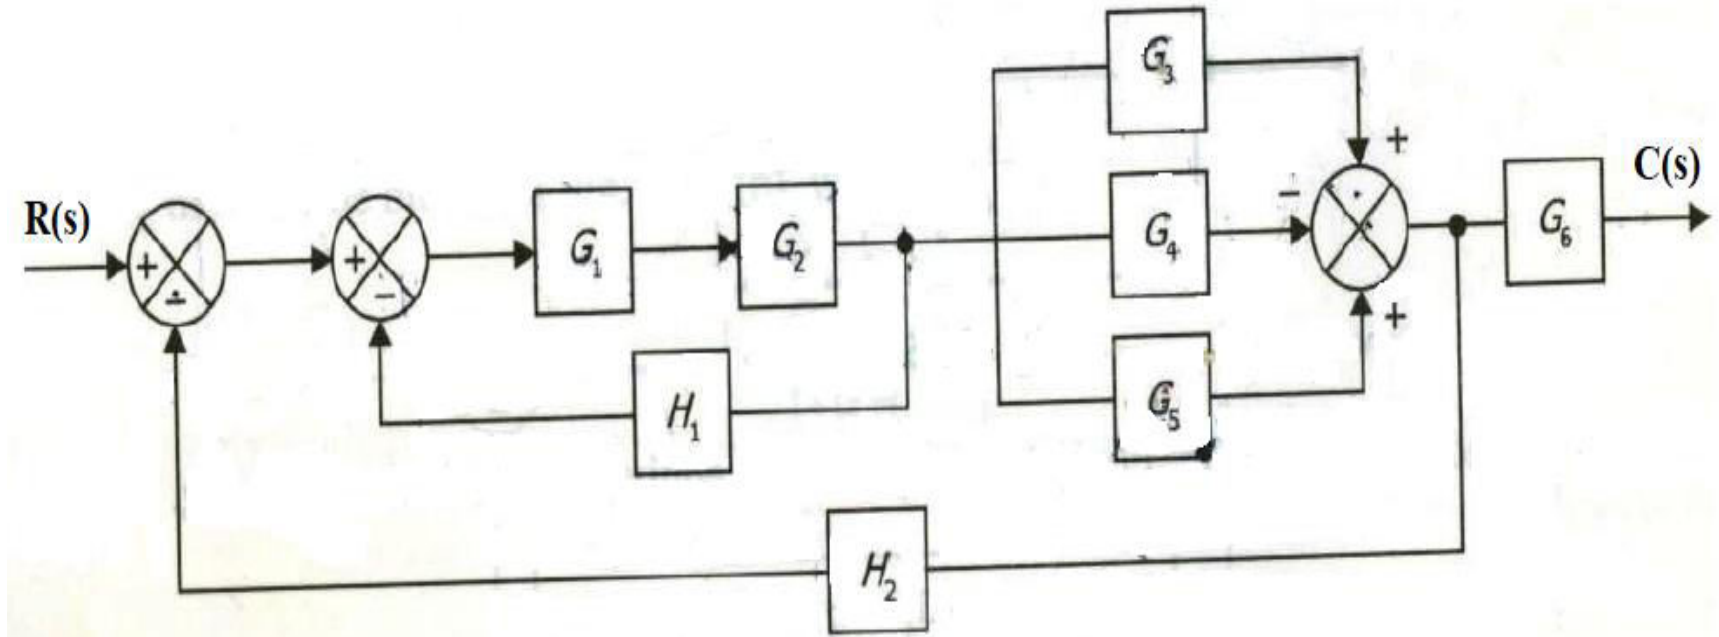 G₃
+
C(s)
R(s)
+
-
+
-
G₁
G₂
G₄
-
G₆
+
G₅
H₁
H₂